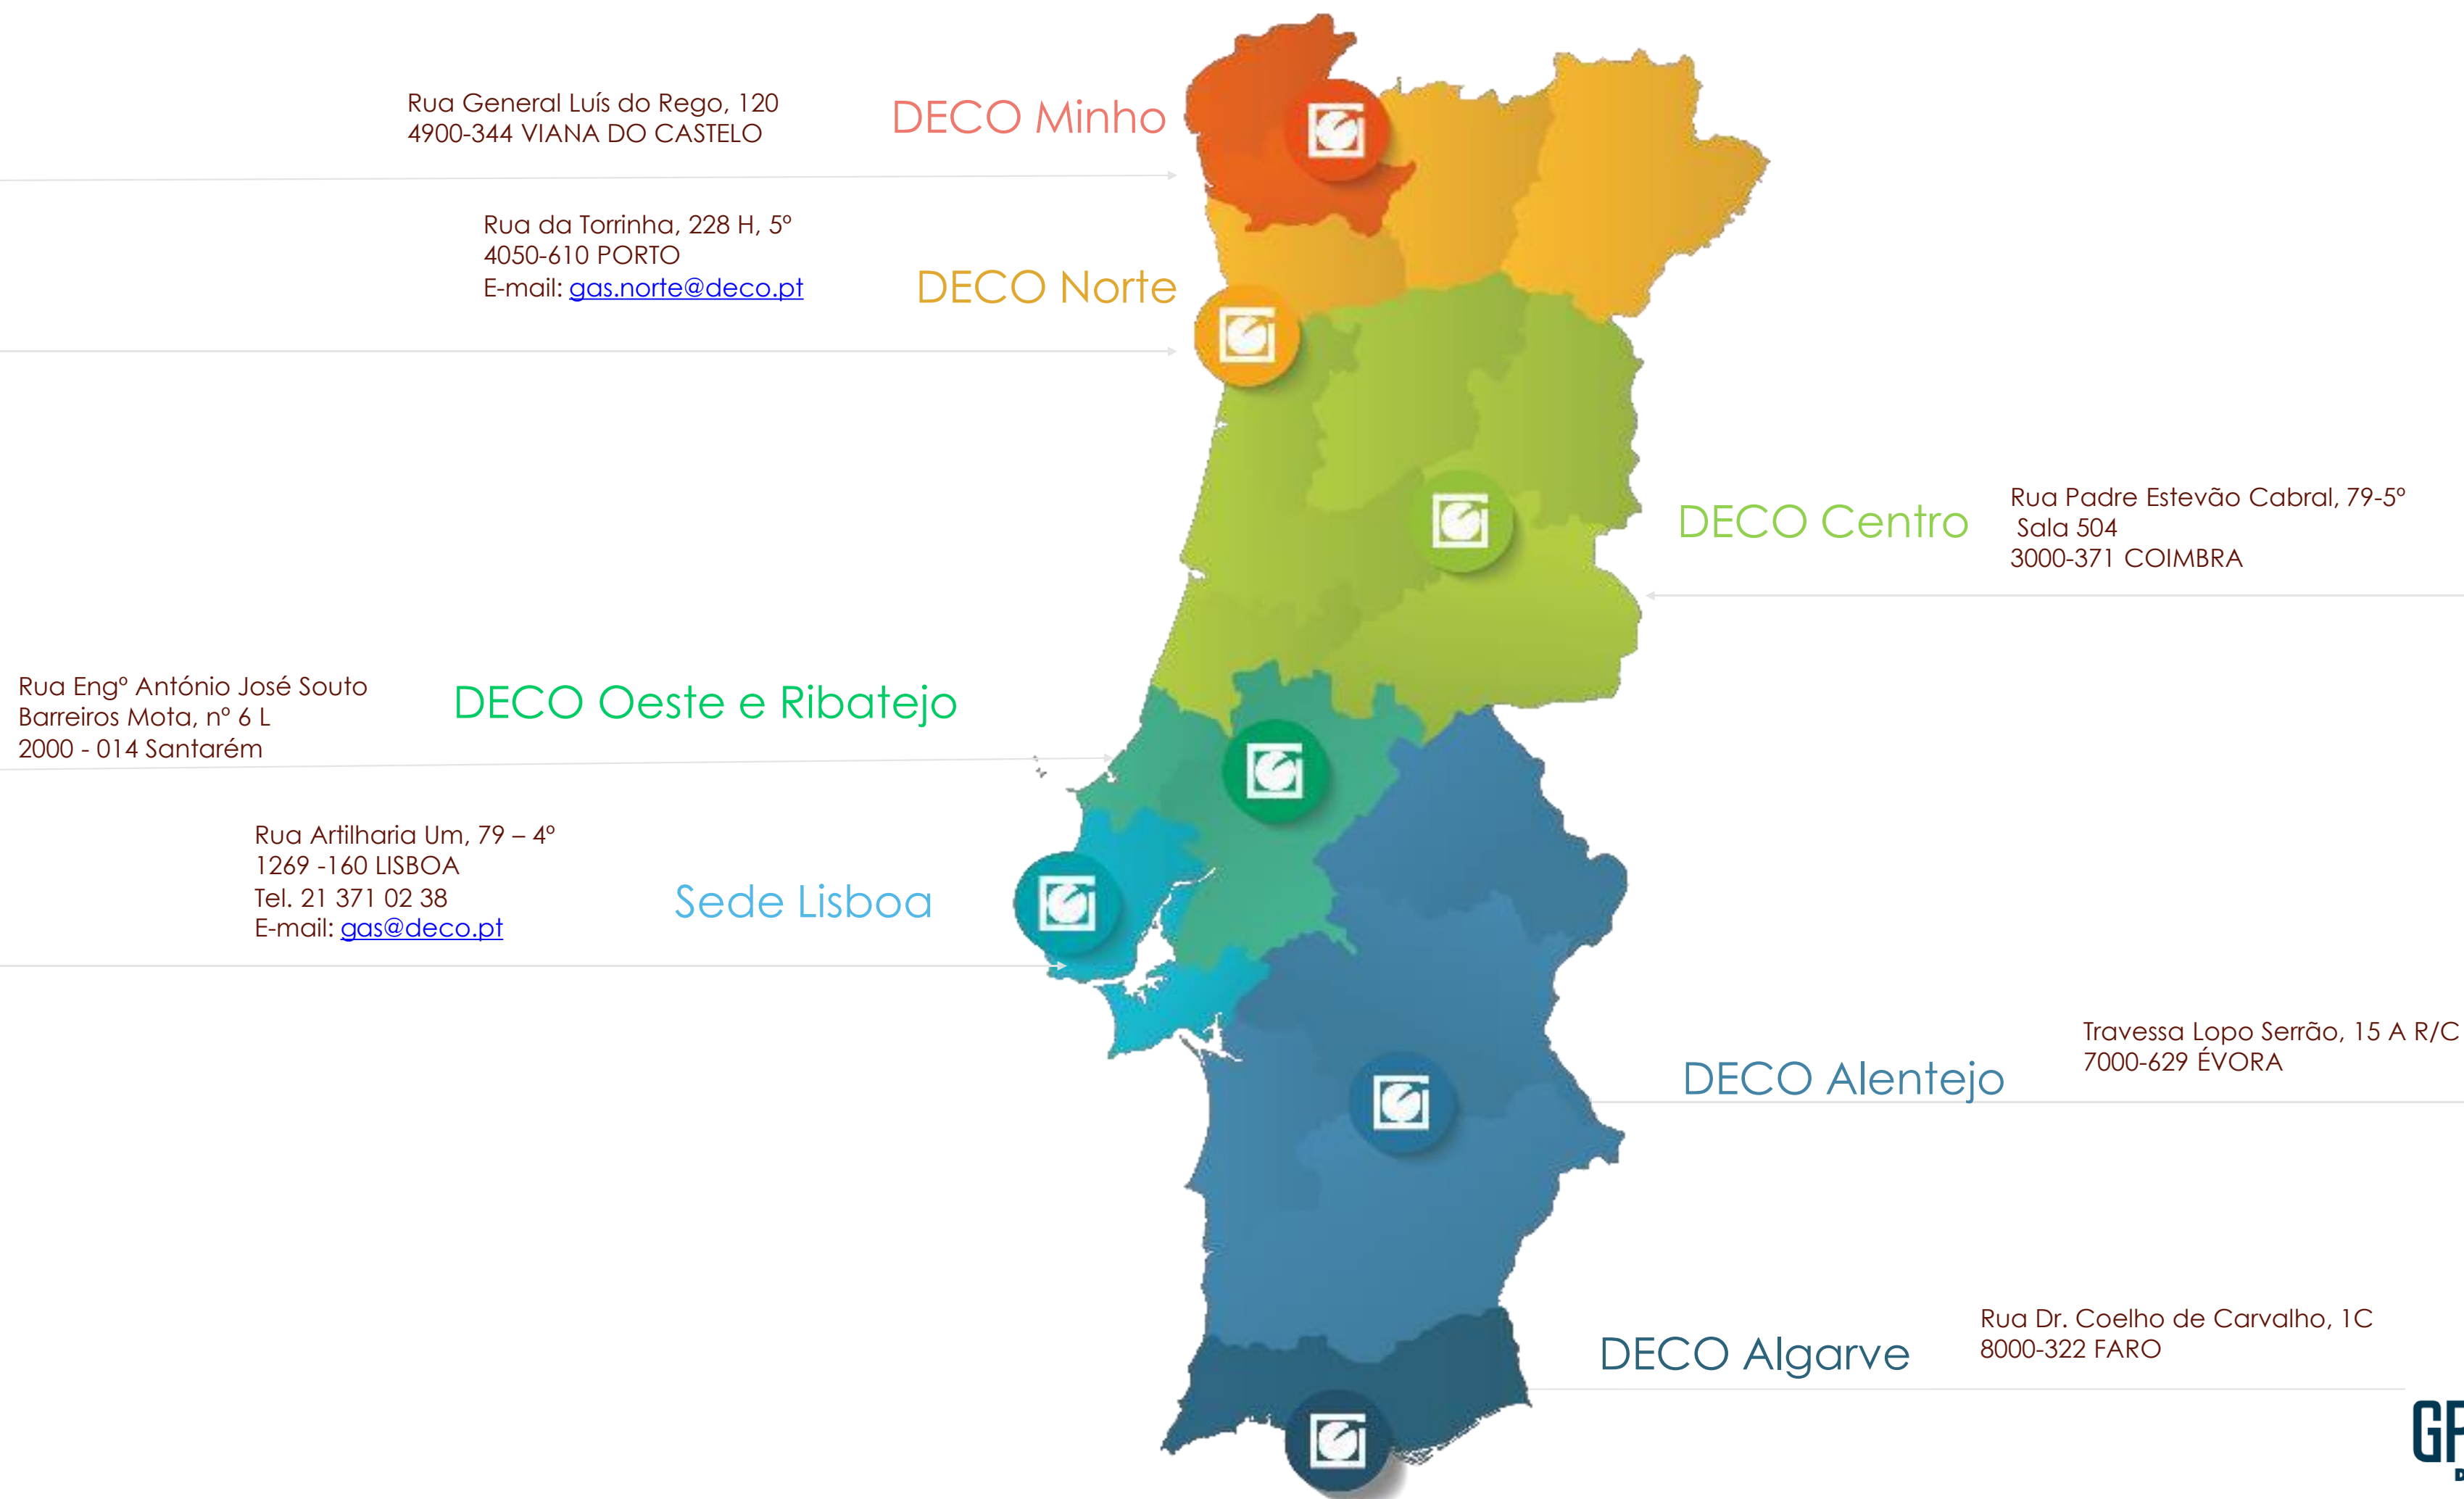 Rua General Luís do Rego, 120
4900-344 VIANA DO CASTELO
DECO Minho
Rua da Torrinha, 228 H, 5º
4050-610 PORTO
E-mail: gas.norte@deco.pt
DECO Norte
DECO Centro
Rua Padre Estevão Cabral, 79-5º
Sala 504
3000-371 COIMBRA
Rua Engº António José Souto
Barreiros Mota, nº 6 L
2000 - 014 Santarém
DECO Oeste e Ribatejo
Rua Artilharia Um, 79 – 4º
1269 -160 LISBOA
Tel. 21 371 02 38
E-mail: gas@deco.pt
Sede Lisboa
DECO Alentejo
Travessa Lopo Serrão, 15 A R/C
7000-629 ÉVORA
DECO Algarve
Rua Dr. Coelho de Carvalho, 1C
8000-322 FARO